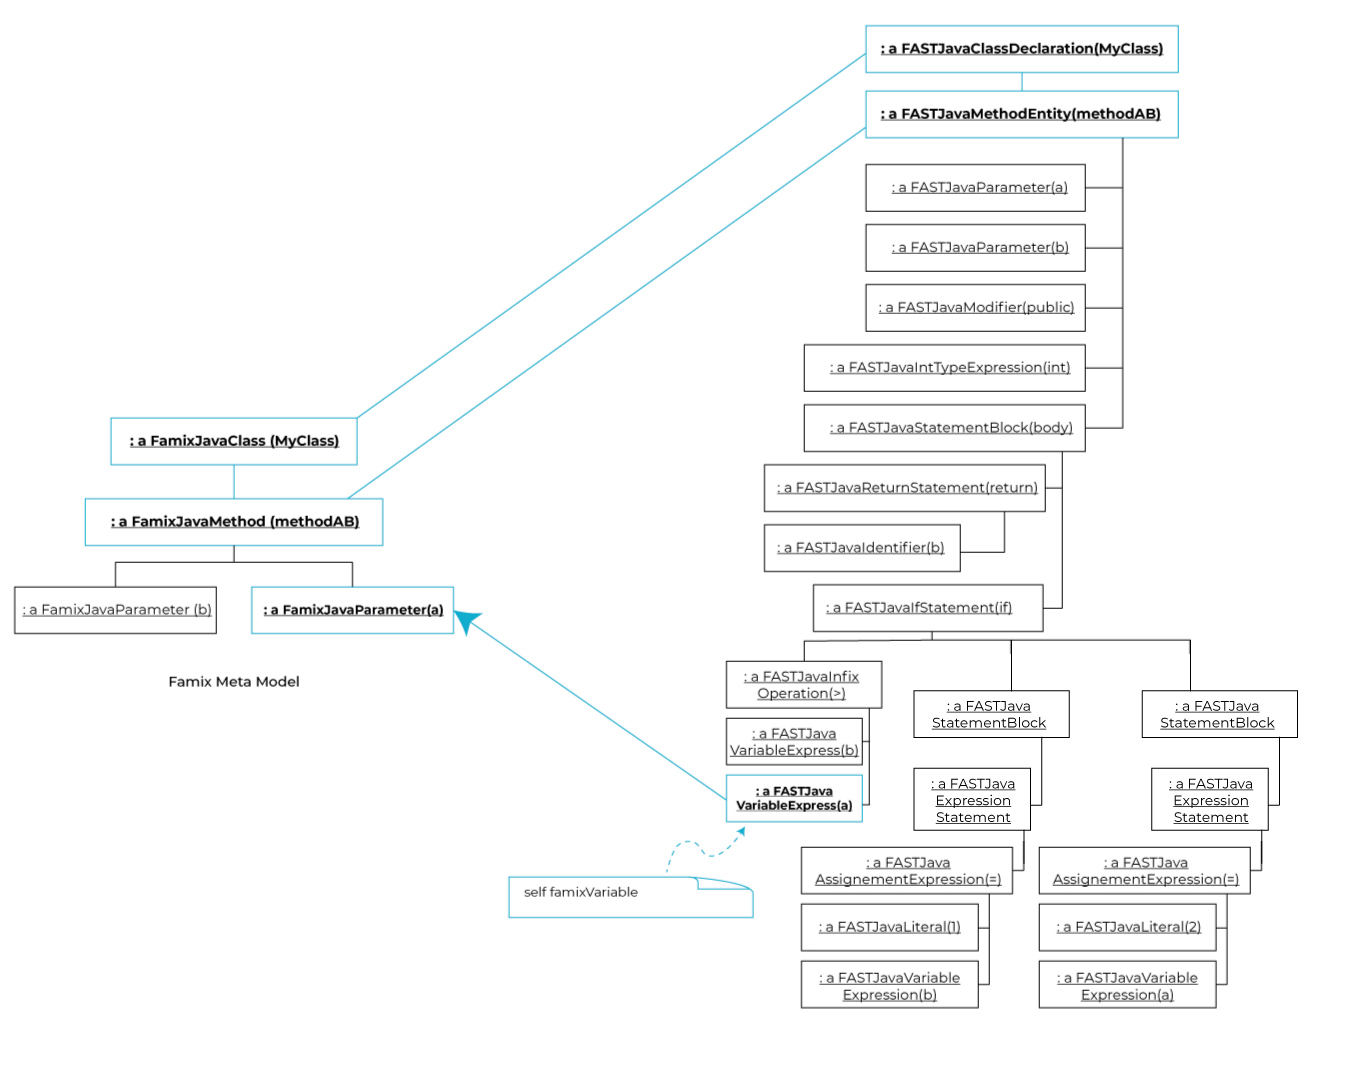 : a FASTJavaClassDeclaration(MyClass)
: a FASTJavaMethodEntity(methodAB)
: a FASTJavaParameter(a)
: a FASTJavaParameter(b)
: a FASTJavaModifier(public)
: a FASTJavaIntTypeExpression(int)
: a FASTJavaStatementBlock(body)
: a FASTJavaReturnStatement(return)
: a FASTJavaIdentifier(b)
: a FASTJavaIfStatement(if)
: a FamixJavaClass (MyClass)
: a FamixJavaMethod (methodAB)
: a FamixJavaParameter (b)
: a FamixJavaParameter(a)
Famix Meta Model
: a FASTJavaInfix
Operation(>)
: a FASTJava
VariableExpress(b)
: a FASTJava
VariableExpress(a)
self famixVariable
: a FASTJava
StatementBlock
: a FASTJava
Expression
Statement
: a FASTJava
AssignementExpression(=)
: a FASTJavaLiteral(1)
: a FASTJavaVariable
Expression(b)
: a FASTJava
StatementBlock
: a FASTJava
Expression
Statement
: a FASTJava
AssignementExpression(=)
: a FASTJavaLiteral(2)
: a FASTJavaVariable
Expression(a)